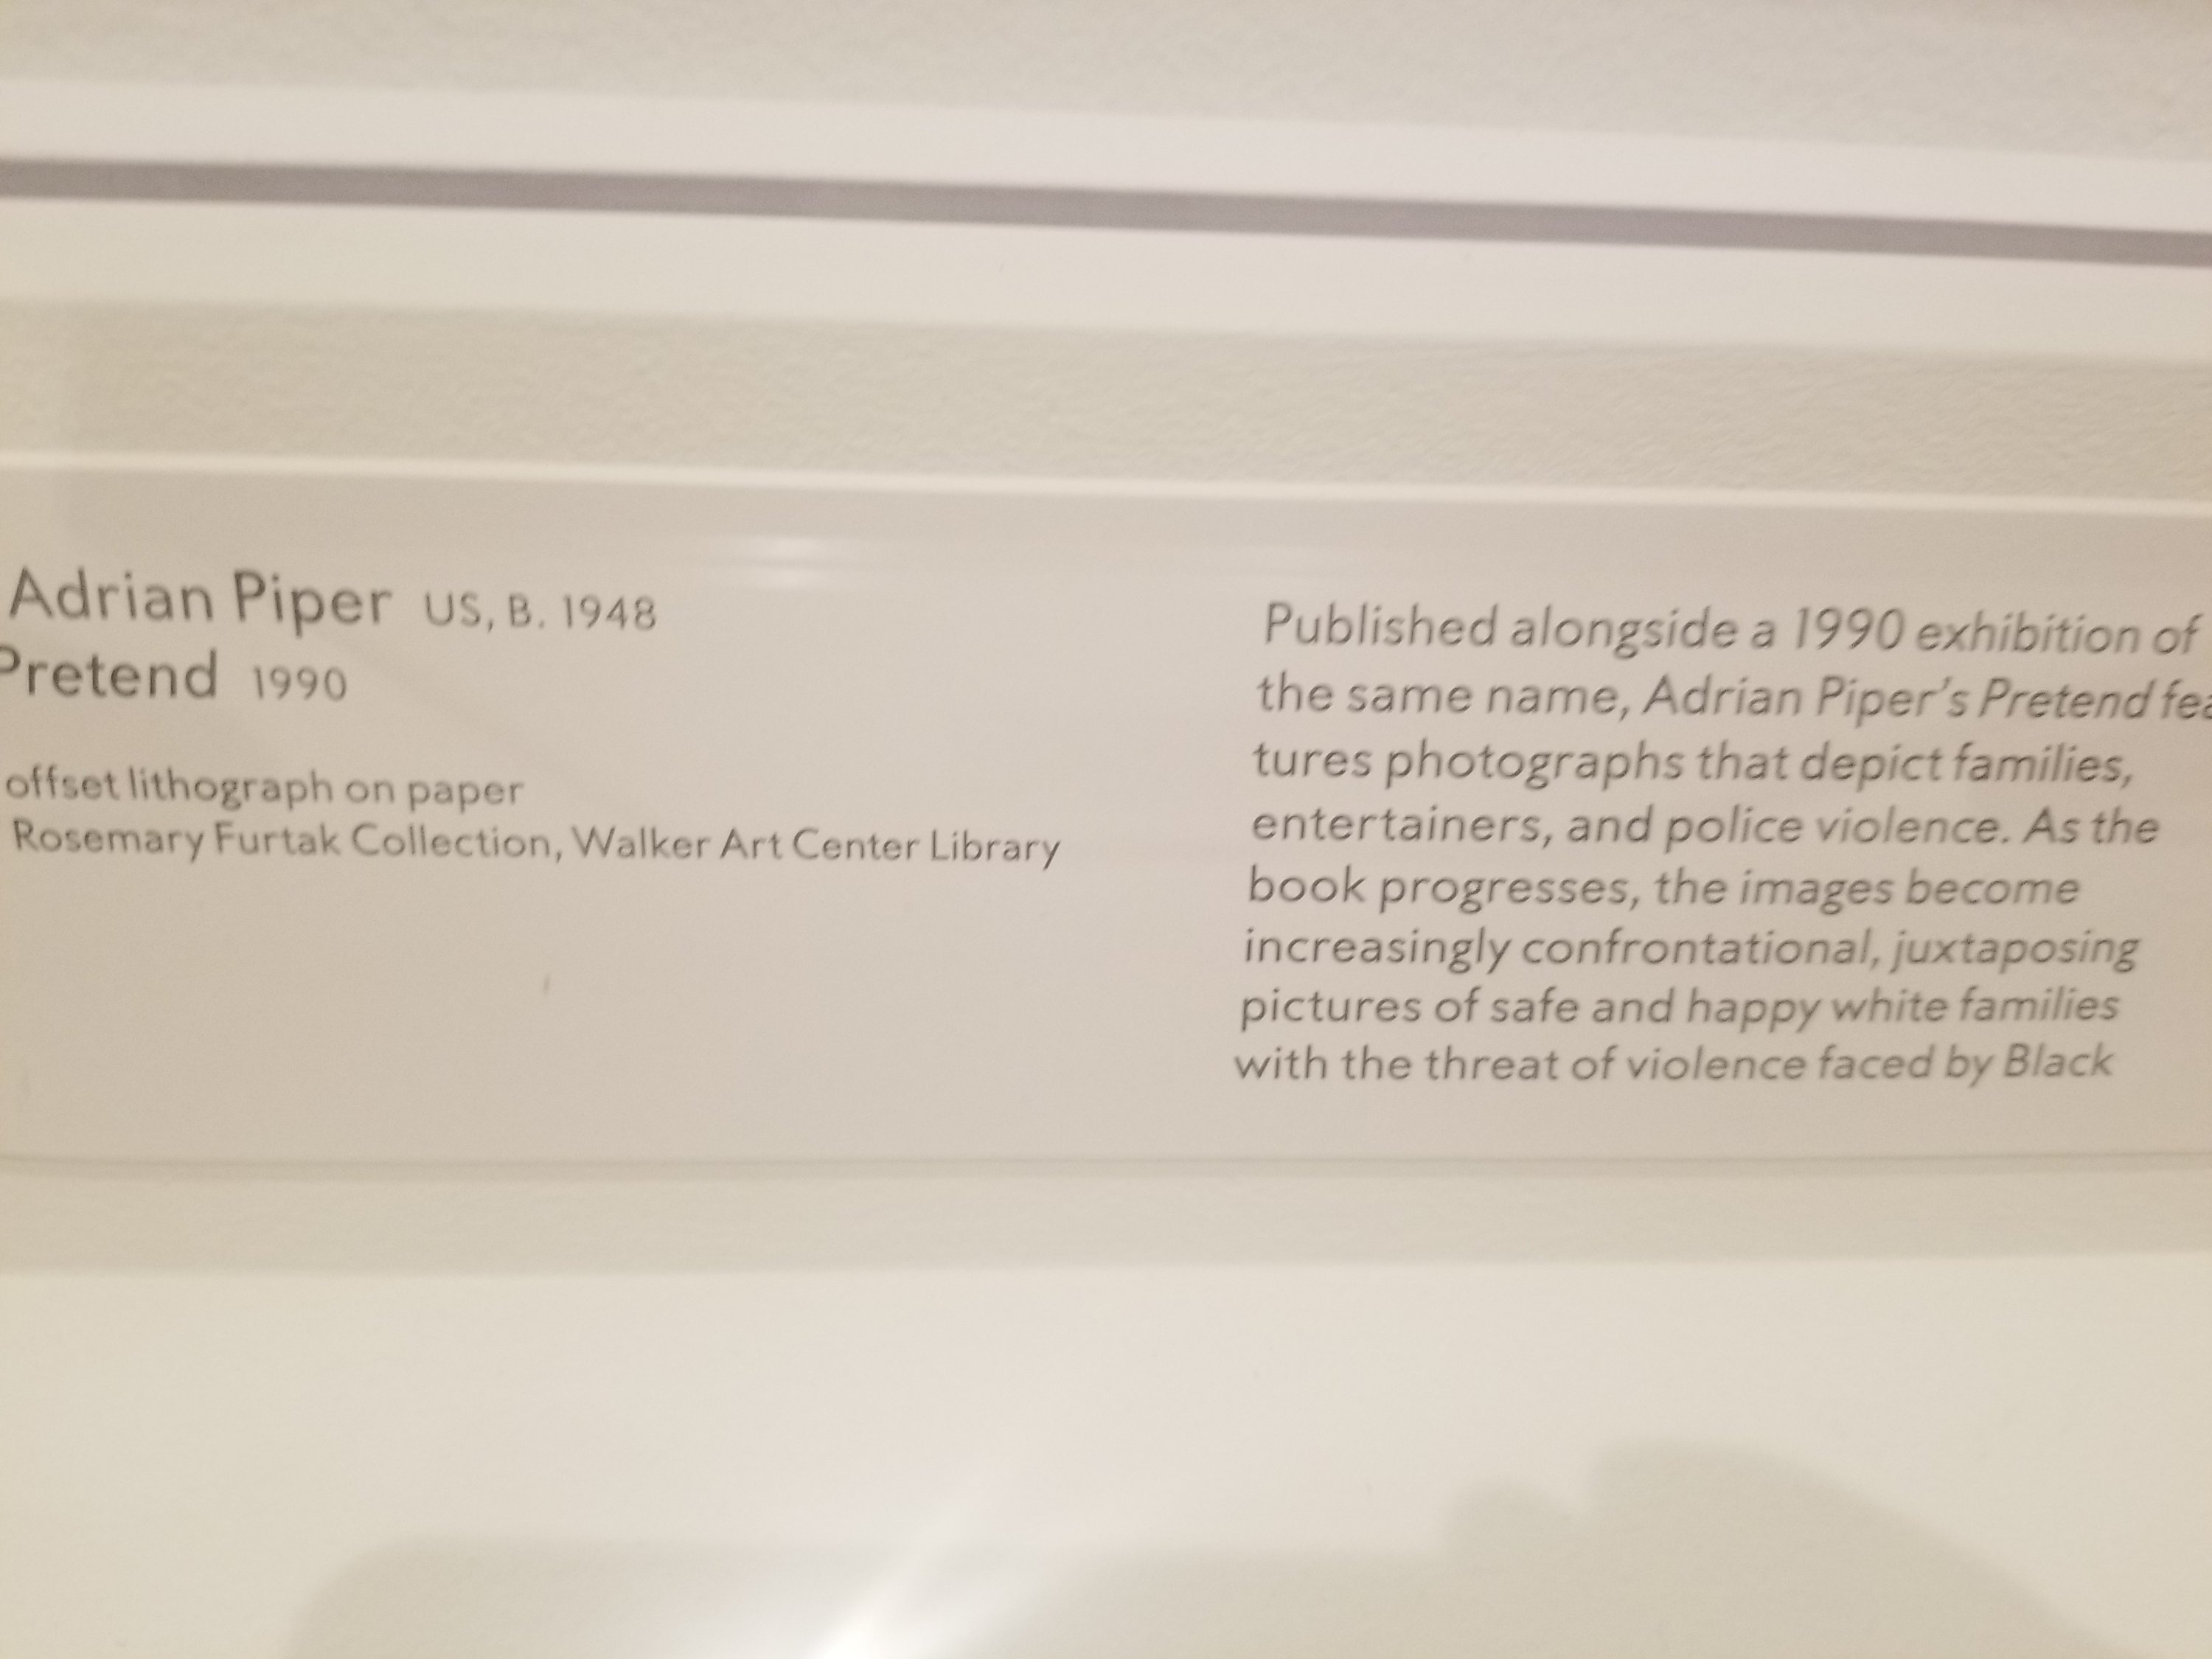 Adrian Piper US, B. 1948
Pretend 1990
offset lithograph on paper
Rosemary Furtak Collection, Walker Art Center Library
Published alongside a 1990 exhibition of
the same name, Adrian Piper's Pretend fea
tures photographs that depict families,
entertainers, and police violence. As the
book progresses, the images become
increasingly confrontational, juxtaposing
pictures of safe and happy white families
with the threat of violence faced by Black